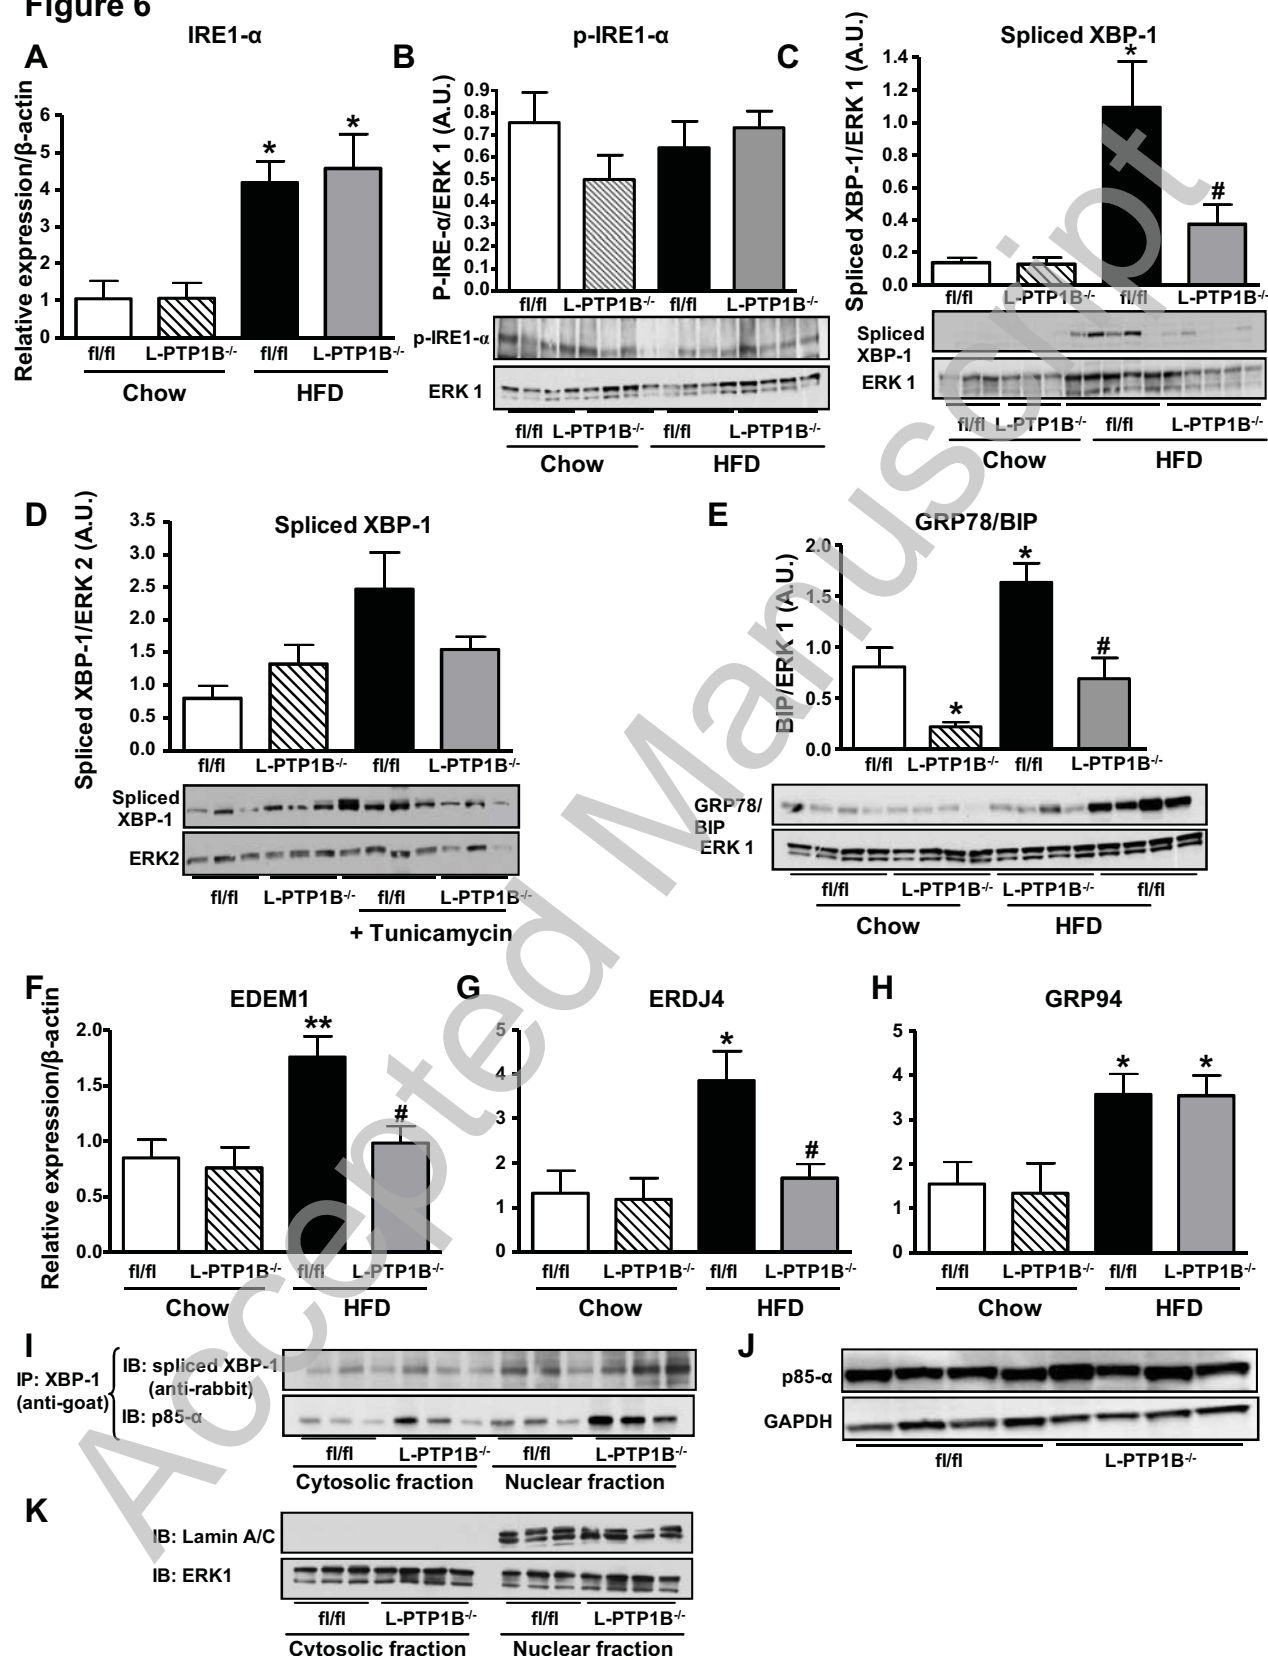 Figure 6
A
IRE1-α
Relative expression/β-actin
6
5
4
3
2
1
0
* *
fl/fl L-PTP1B-/- fl/fl L-PTP1B-/-
Chow HFD
B
p-IRE1-α
P-IRE-α/ERK 1 (A.U.)
0.9
0.8
0.7
0.6
0.5
0.4
0.3
0.2
0.1
0.0
fl/fl L-PTP1B-/- fl/fl L-PTP1B-/-
p-IRE1-α
ERK 1
fl/fl L-PTP1B-/- fl/fl L-PTP1B-/-
Chow HFD
C
Spliced XBP-1
Spliced XBP-1/ERK 1 (A.U.)
1.4
1.2
1.0
0.8
0.6
0.4
0.2
0.0
* #
fl/fl L-PTP1B-/- fl/fl L-PTP1B-/-
Spliced
XBP-1
ERK 1
fl/fl L-PTP1B-/- fl/fl L-PTP1B-/-
Chow HFD
D
Spliced XBP-1
Spliced XBP-1/ERK 2 (A.U.)
3.5
3.0
2.5
2.0
1.5
1.0
0.5
0.0
fl/fl L-PTP1B-/- fl/fl L-PTP1B-/-
Spliced
XBP-1
ERK2
fl/fl L-PTP1B-/- fl/fl L-PTP1B-/-
+ Tunicamycin
E
GRP78/BIP
BIP/ERK 1 (A.U.)
2.0
1.5
1.0
0.5
0.0
* * #
fl/fl L-PTP1B-/- fl/fl L-PTP1B-/-
GRP78/
BIP
ERK 1
fl/fl L-PTP1B-/- L-PTP1B-/- fl/fl
Chow HFD
F
EDEM1
Relative expression/β-actin
2.0
1.5
1.0
0.5
0.0
** #
fl/fl L-PTP1B-/- fl/fl L-PTP1B-/-
Chow HFD
G
ERDJ4
5
4
3
2
1
0
* #
fl/fl L-PTP1B-/- fl/fl L-PTP1B-/-
Chow HFD
H
GRP94
5
4
3
2
1
0
* *
fl/fl L-PTP1B-/- fl/fl L-PTP1B-/-
Chow HFD
I
IP: XBP-1
(anti-goat)
IB: spliced XBP-1
(anti-rabbit)
IB: p85-α
fl/fl L-PTP1B-/- fl/fl L-PTP1B-/-
Cytosolic fraction Nuclear fraction
J
p85-α
GAPDH
fl/fl L-PTP1B-/-
K
IB: Lamin A/C
IB: ERK1
fl/fl L-PTP1B-/- fl/fl L-PTP1B-/-
Cytosolic fraction Nuclear fraction
Accepted Manuscript